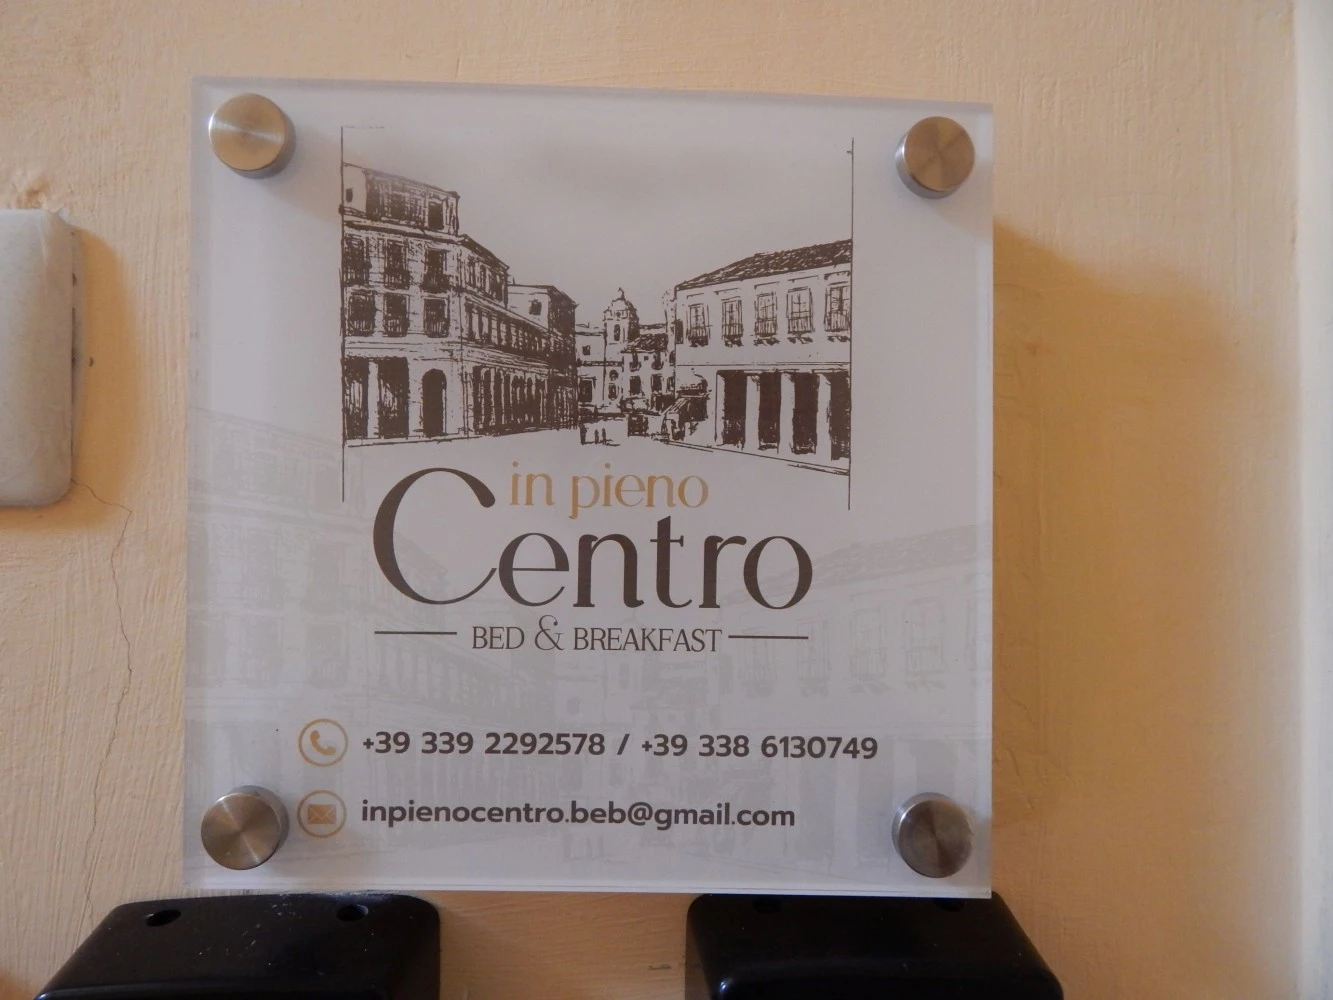 in pieno
Centro
BED & BREAKFAST
+39 339 2292578 / +39 338 6130749
inpienocentro.beb@gmail.com